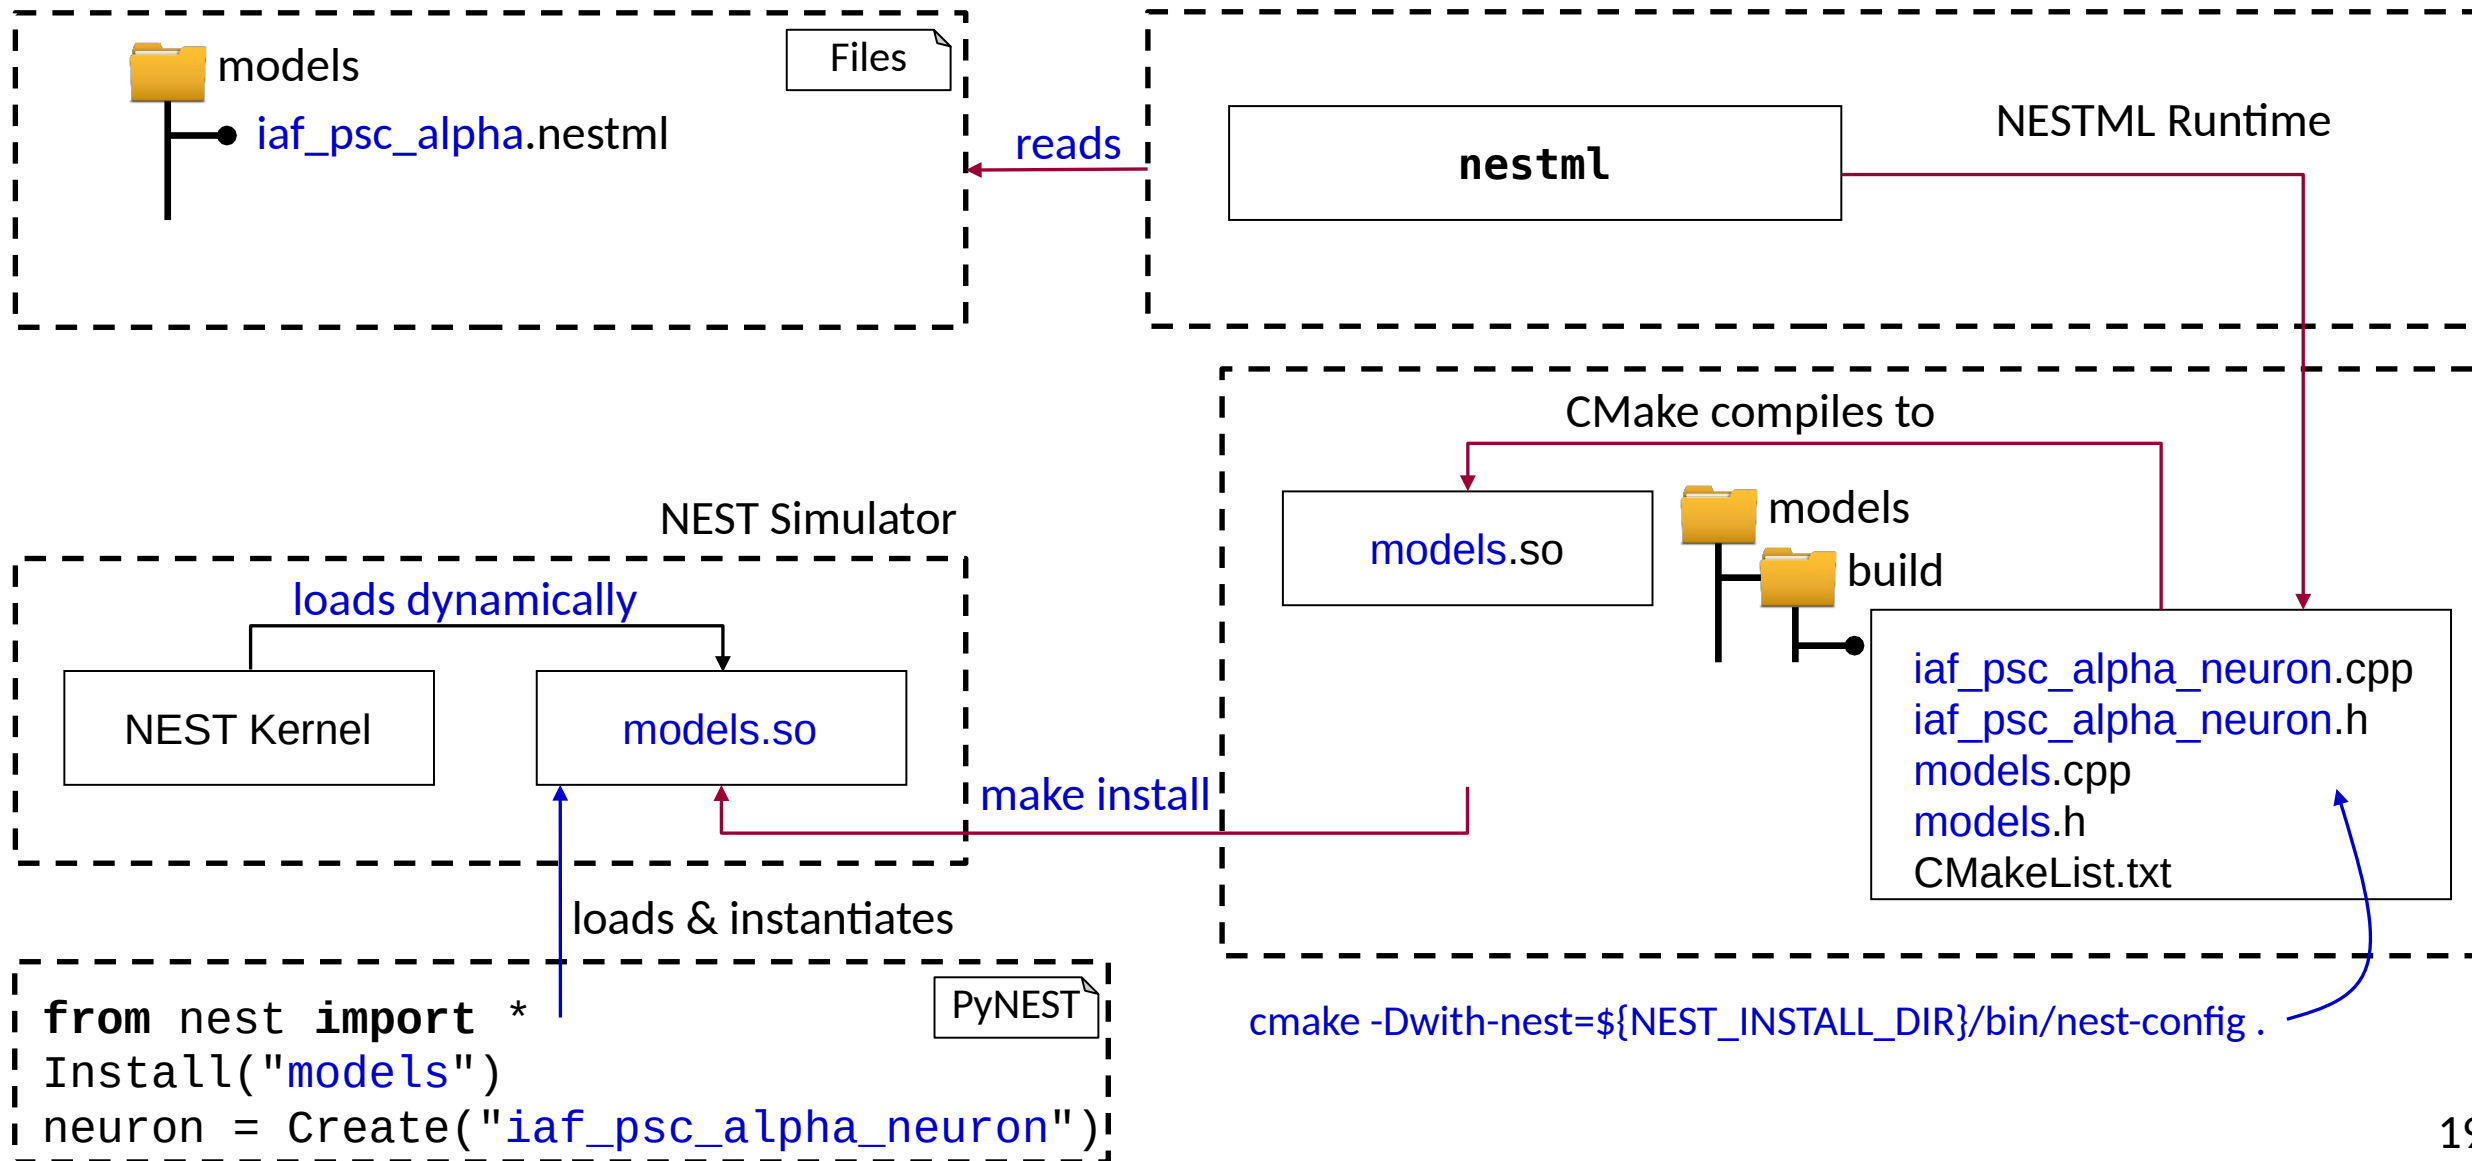 models
Files
iaf_psc_alpha.nestml
reads
nestml
NESTML Runtime
CMake compiles to
NEST Simulator
models.so
models
build
loads dynamically
NEST Kernel
models.so
iaf_psc_alpha_neuron.cpp
iaf_psc_alpha_neuron.h
models.cpp
models.h
CMakeList.txt
make install
loads & instantiates
PyNEST
from nest import *
Install("models")
neuron = Create("iaf_psc_alpha_neuron")
cmake -Dwith-nest=${NEST_INSTALL_DIR}/bin/nest-config .
19